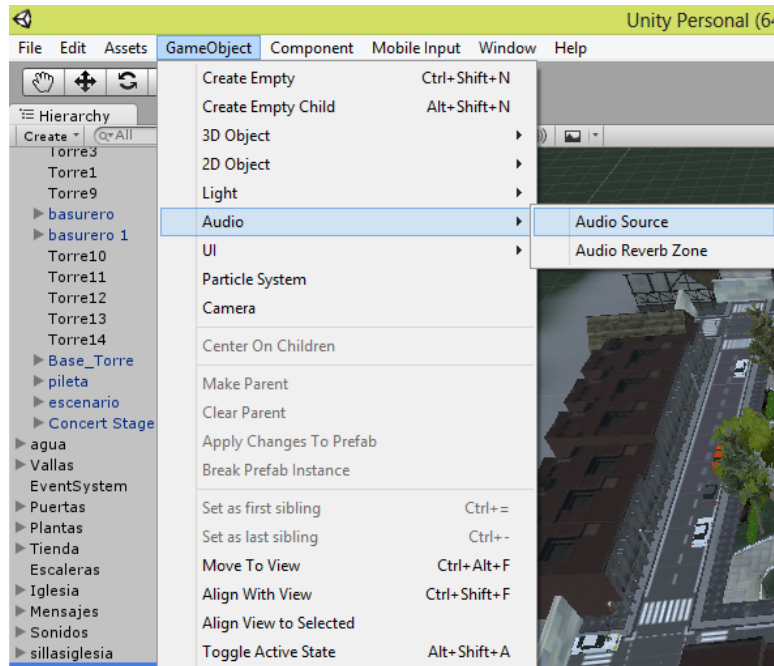 Unity Personal (64
File Edit Assets GameObject Component Mobile Input Window Help
Create Empty Ctrl+Shift+N
Create Empty Child Alt+Shift+N
3D Object
2D Object
Light
Audio
UI
Particle System
Camera
Center On Children
Make Parent
Clear Parent
Apply Changes To Prefab
Break Prefab Instance
Set as first sibling Ctrl+=
Set as last sibling Ctrl+-
Move To View Ctrl+Alt+F
Align With View Ctrl+Shift+F
Align View to Selected
Toggle Active State Alt+Shift+A
Audio Source
Audio Reverb Zone
Hierarchy
Create All
Torre3
Torre1
Torre9
basurero
basurero 1
Torre10
Torre11
Torre12
Torre13
Torre14
Base_Torre
pileta
escenario
Concert Stage
agua
Vallas
EventSystem
Puertas
Plantas
Tienda
Escaleras
Iglesia
Mensajes
Sonidos
sillasiglesia